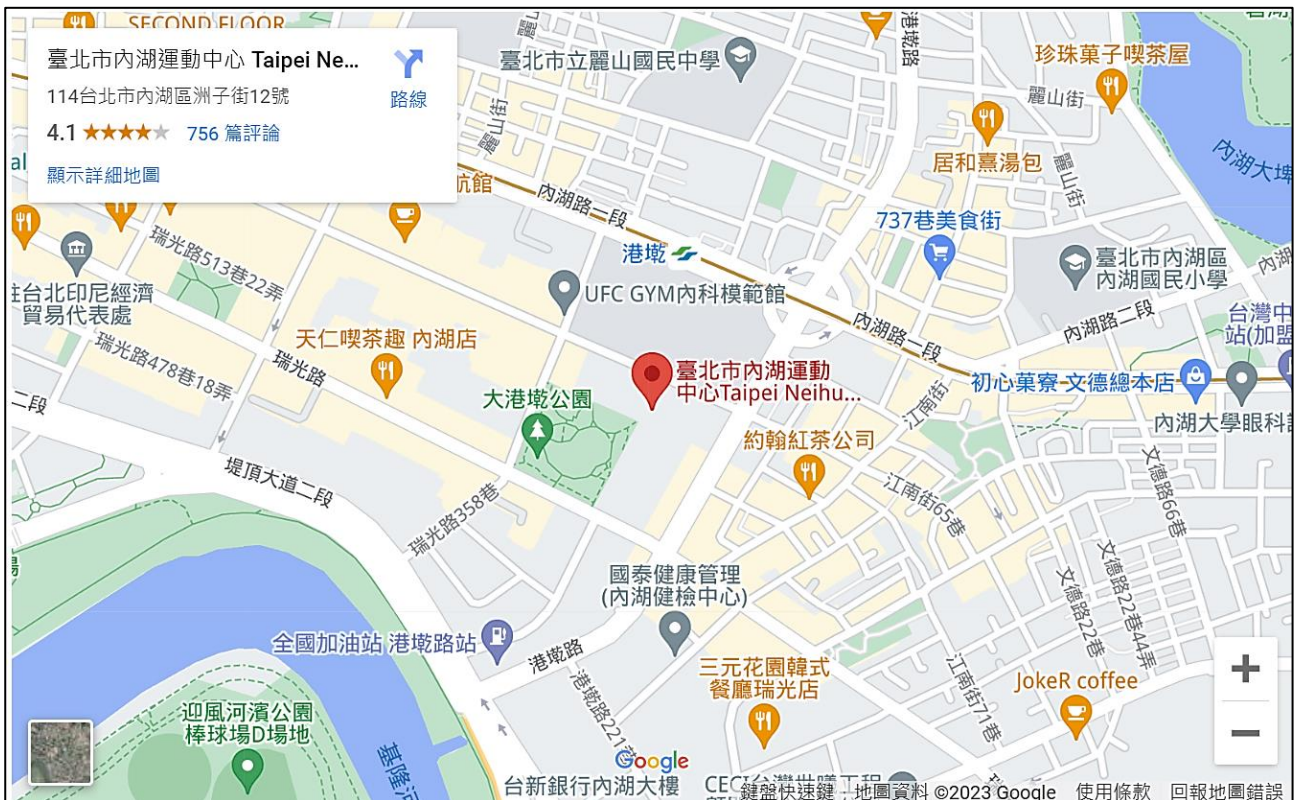 SECOND FLOOR
臺北市內湖運動中心 Taipei Ne...
114台北市內湖區洲子街12號
4.1
756 篇評論
顯示詳細地圖
路線
臺北市立麗山國民中學
麗山街
麗山街
麗山街
港墘路
珍珠菓子喫茶屋
居和熹湯包
內湖大埤
內湖路一段
港墘
737巷美食街
臺北市內湖區
內湖國民小學
瑞光路513巷22弄
駐台北印尼經濟
貿易代表處
瑞光路478巷18弄
瑞光路
天仁喫茶趣 內湖店
UFC GYM內科模範館
內湖路一段
內湖路二段
臺北市內湖運動
中心Taipei Neihu...
初心菓寮 文德總本店
內湖大學眼科
大港墘公園
約翰紅茶公司
江南街
江南街65巷
文德路66巷
二段
堤頂大道二段
瑞光路358巷
國泰健康管理
(內湖健檢中心)
文德路22巷
文德路22巷44弄
全國加油站 港墘路站
港墘路
港墘路221巷
三元花園韓式
餐廳瑞光店
江南街71巷
JokeR coffee
迎風河濱公園
棒球場D場地
基隆河
Google
台新銀行內湖大樓
鍵盤快速鍵
地圖資料 ©2023 Google
使用條款
回報地圖錯誤